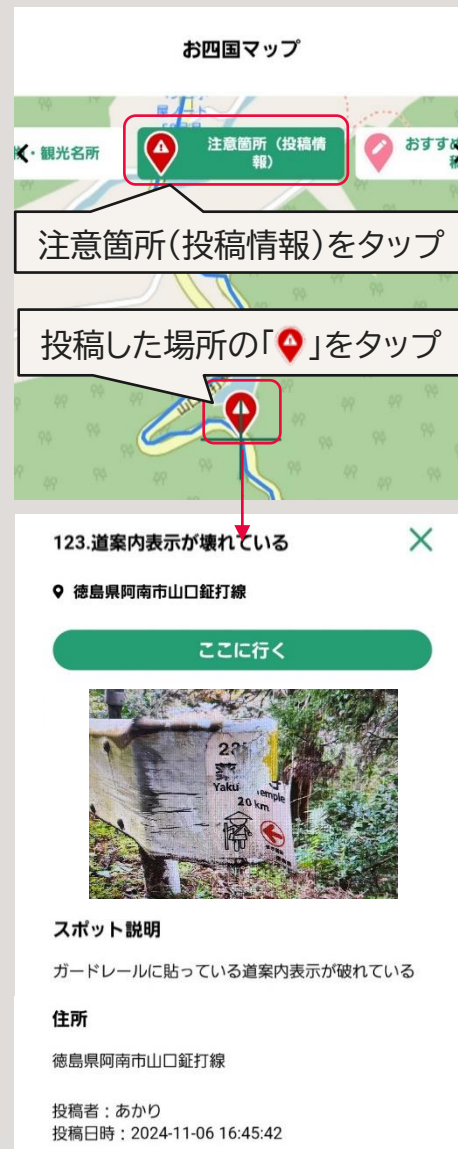 お四国マップ
・観光名所
注意箇所（投稿情
報）
おすすめ
注意箇所(投稿情報)をタップ
投稿した場所の「」をタップ
山口
123.道案内表示が壊れている
徳島県阿南市山口鉦打線
ここに行く
Yaku
emple
20 km
スポット説明
ガードレールに貼っている道案内表示が破れている
住所
徳島県阿南市山口鉦打線
投稿者：あかり
投稿日時：2024-11-06 16:45:42